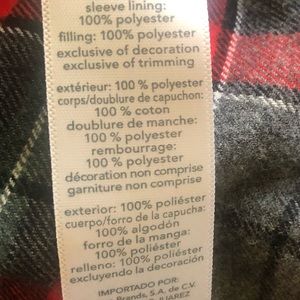 sleeve lining:
100% polyester
filling: 100% polyester
exclusive of decoration
exclusive of trimming
extérieur: 100 % polyester
corps/doublure de capuchon:
100 % coton
doublure de manche:
100 % polyester
rembourrage:
100 % polyester
décoration non comprise
garniture non comprise
exterior: 100% poliéster
cuerpo/forro de la capucha:
100% algodón
forro de la manga:
100% poliéster
relleno: 100% poliéster
excluyendo la decoración
IMPORTADO POR:
Brands, S.A. de C.V.
JUAREZ